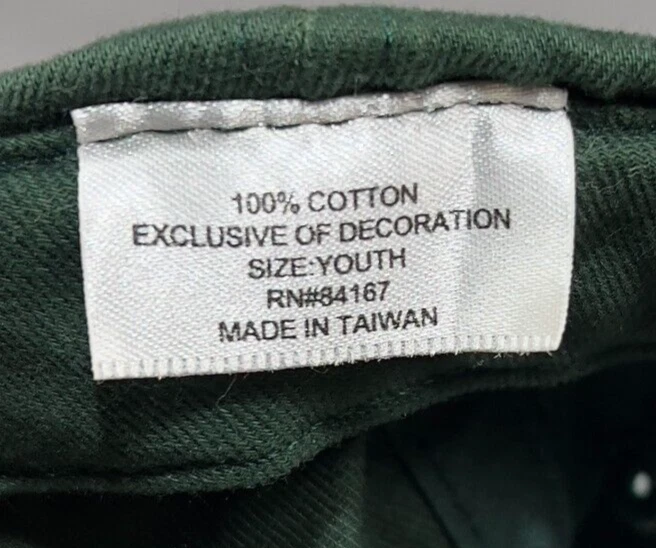 100% COTTON
EXCLUSIVE OF DECORATION
SIZE:YOUTH
RN#84167
MADE IN TAIWAN